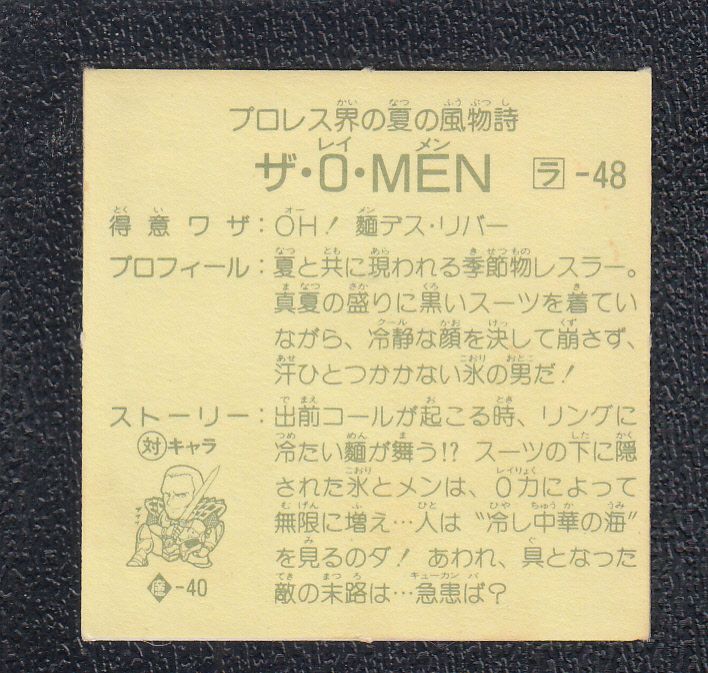 プロレス界の夏の風物詩
ザ・O・MEN ラ-48
得意ワザ:OH! 麵デス・リバー
プロフィール:夏と共に現われる季節物レスラー。
真夏の盛りに黒いスーツを着てい
ながら、冷静な顔を決して崩さず、
汗ひとつかかない氷の男だ!
ストーリー:出前コールが起こる時、リングに
冷たい麵が舞う!? スーツの下に隠
された氷とメンは、O力によって
無限に増え…人は“冷し中華の海”
を見るのダ! あわれ、具となった
敵の末路は…急患ば?
対キャラ
-40